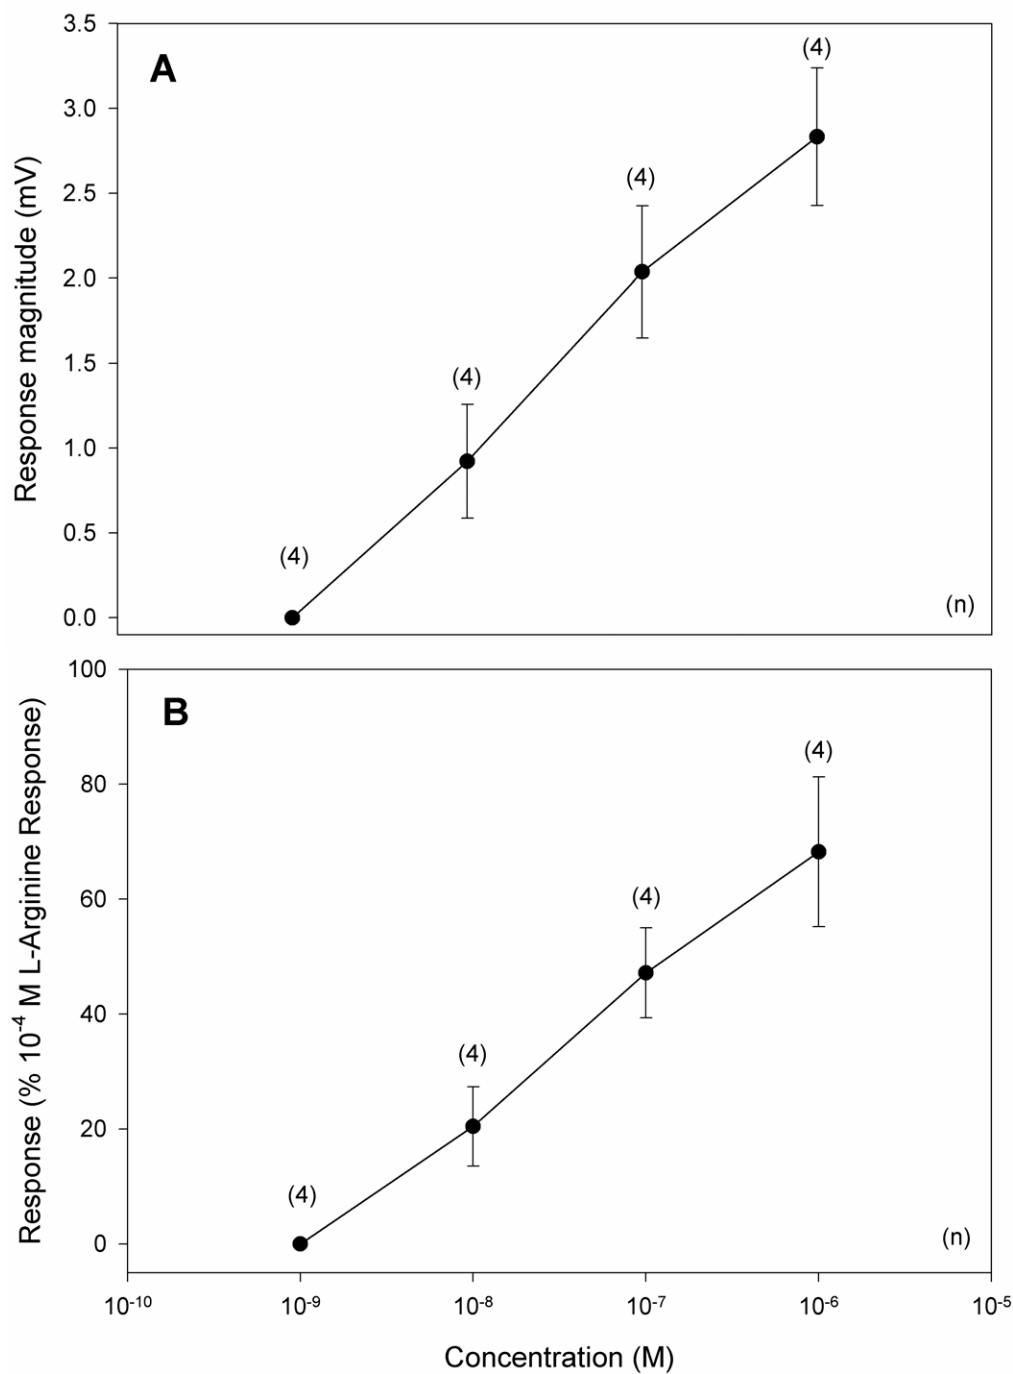 A
Response magnitude (mV)
3.5
3.0
2.5
2.0
1.5
1.0
0.5
0.0
(4)
(4)
(4)
(4)
(n)
B
Response (% 10⁻⁴ M L-Arginine Response)
100
80
60
40
20
0
(4)
(4)
(4)
(4)
(n)
10⁻¹⁰ 10⁻⁹ 10⁻⁸ 10⁻⁷ 10⁻⁶ 10⁻⁵
Concentration (M)